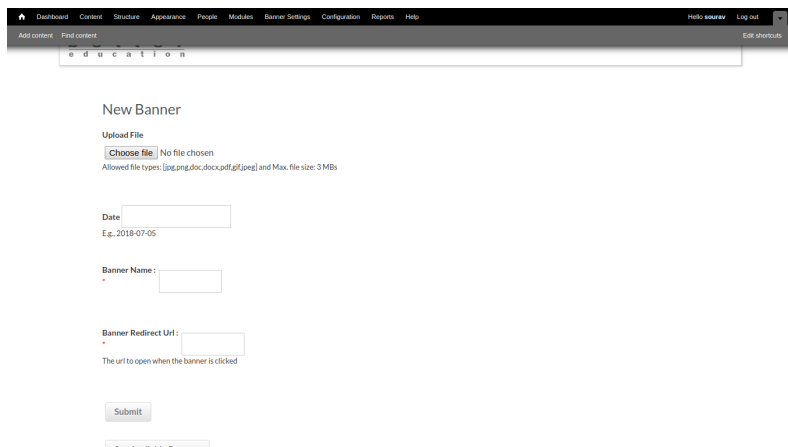 Dashboard Content Structure Appearance People Modules Banner Settings Configuration Reports Help Hello sourav Log out
Add content Find content Edit shortcuts
education
New Banner
Upload File
Choose file No file chosen
Allowed file types: [jpg,png,doc,docx,pdf,gif,jpeg] and Max. file size: 3 MBs
Date
E.g., 2018-07-05
Banner Name :
*
Banner Redirect Url :
*
The url to open when the banner is clicked
Submit